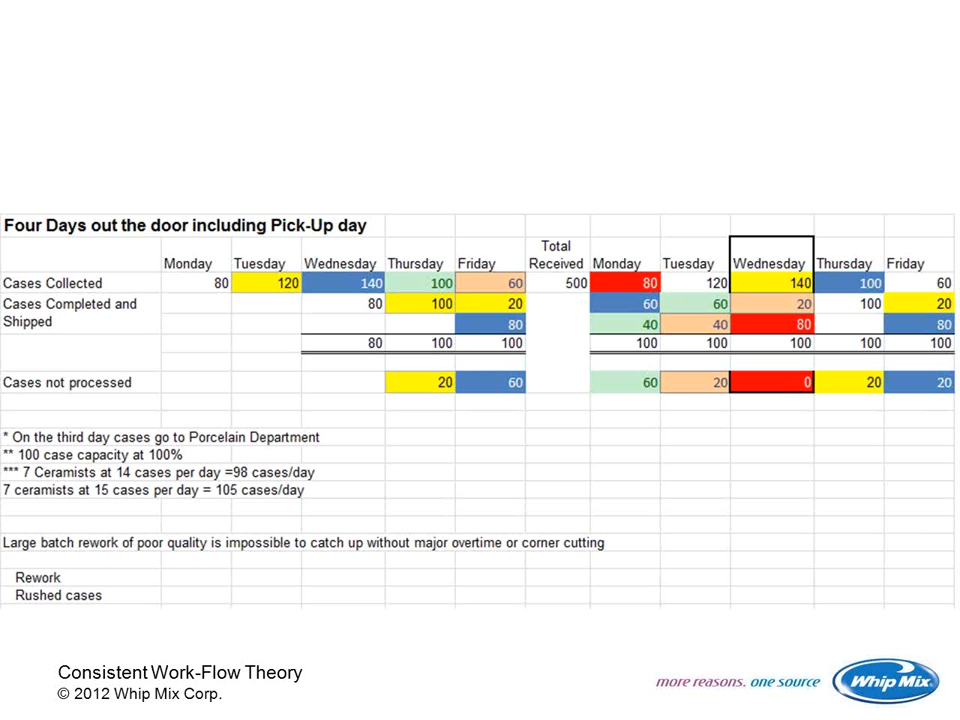 Four Days out the door including Pick-Up day
Total
Monday Tuesday Wednesday Thursday Friday Received Monday Tuesday Wednesday Thursday Friday
Cases Collected 80 120 140 100 60 500 80 120 140 100 60
Cases Completed and 80 100 20 60 60 20 100 20
Shipped 80 40 40 80 80
80 100 100 100 100 100 100 100
Cases not processed 20 60 60 20 0 20 20
* On the third day cases go to Porcelain Department
** 100 case capacity at 100%
*** 7 Ceramists at 14 cases per day =98 cases/day
7 ceramists at 15 cases per day = 105 cases/day
Large batch rework of poor quality is impossible to catch up without major overtime or corner cutting
Rework
Rushed cases
Consistent Work-Flow Theory
© 2012 Whip Mix Corp.
more reasons. one source
Whip Mix®